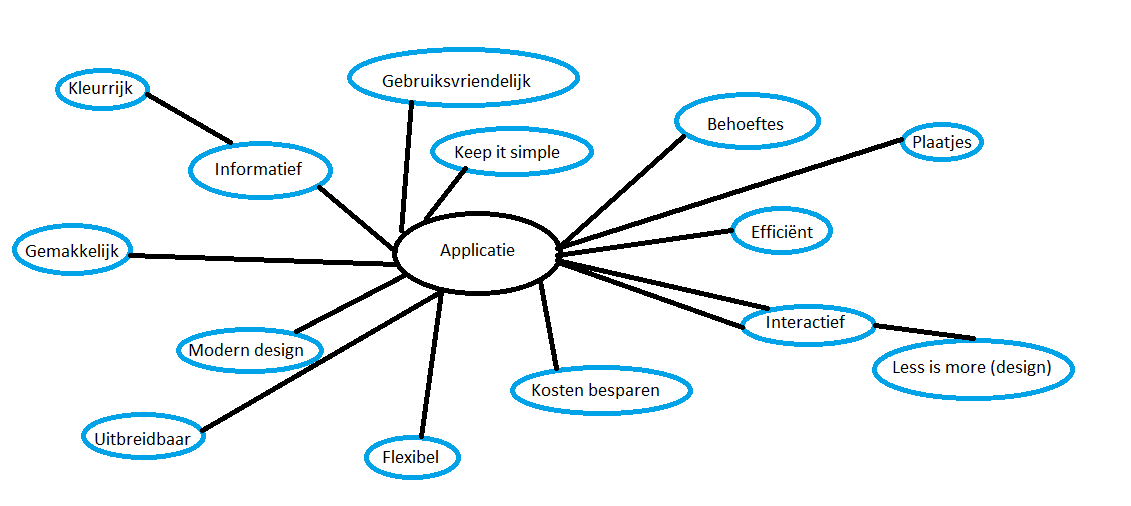 Kleurrijk
Gebruiksvriendelijk
Behoeftes
Plaatjes
Keep it simple
Informatief
Efficiënt
Gemakkelijk
Applicatie
Interactief
Modern design
Less is more (design)
Kosten besparen
Uitbreidbaar
Flexibel